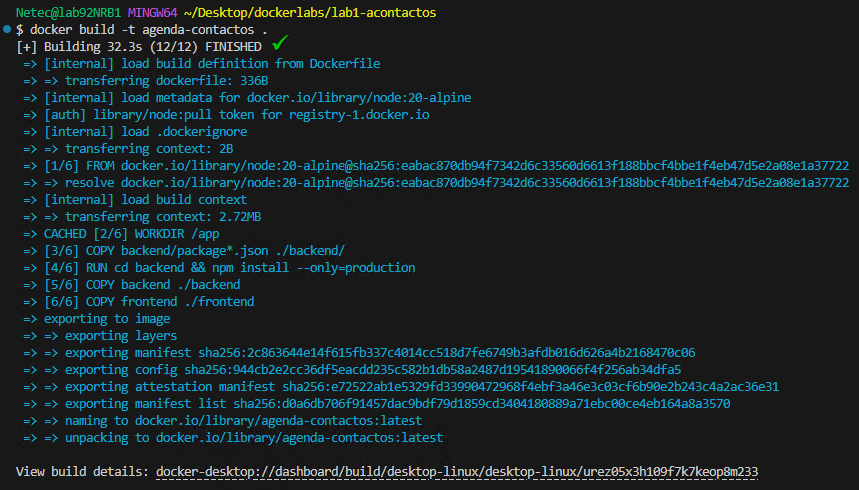 Netec@lab92NRB1 MINGW64 ~/Desktop/dockerlabs/lab1-acontactos
$ docker build -t agenda-contactos .
[+] Building 32.3s (12/12) FINISHED
=> [internal] load build definition from Dockerfile
=> => transferring dockerfile: 336B
=> [internal] load metadata for docker.io/library/node:20-alpine
=> [auth] library/node:pull token for registry-1.docker.io
=> [internal] load .dockerignore
=> => transferring context: 2B
=> [1/6] FROM docker.io/library/node:20-alpine@sha256:eabac870db94f7342d6c33560d6613f188bbcf4bbe1f4eb47d5e2a08e1a37722
=> => resolve docker.io/library/node:20-alpine@sha256:eabac870db94f7342d6c33560d6613f188bbcf4bbe1f4eb47d5e2a08e1a37722
=> [internal] load build context
=> => transferring context: 2.72MB
=> CACHED [2/6] WORKDIR /app
=> [3/6] COPY backend/package*.json ./backend/
=> [4/6] RUN cd backend && npm install --only=production
=> [5/6] COPY backend ./backend
=> [6/6] COPY frontend ./frontend
=> exporting to image
=> => exporting layers
=> => exporting manifest sha256:2c863644e14f615fb337c4014cc518d7fe6749b3afdb016d626a4b2168470c06
=> => exporting config sha256:944cb2e2cc36df5eacdd235c582b1db58a2487d19541890066f4f256ab34dfa5
=> => exporting attestation manifest sha256:e72522ab1e5329fd33990472968f4ebf3a46e3c03cf6b90e2b243c4a2ac36e31
=> => exporting manifest list sha256:d0a6db706f91457dac9bdf79d1859cd3404180889a71ebc00ce4eb164a8a3570
=> => naming to docker.io/library/agenda-contactos:latest
=> => unpacking to docker.io/library/agenda-contactos:latest
View build details: docker-desktop://dashboard/build/desktop-linux/desktop-linux/urez05x3h109f7k7keop8m233